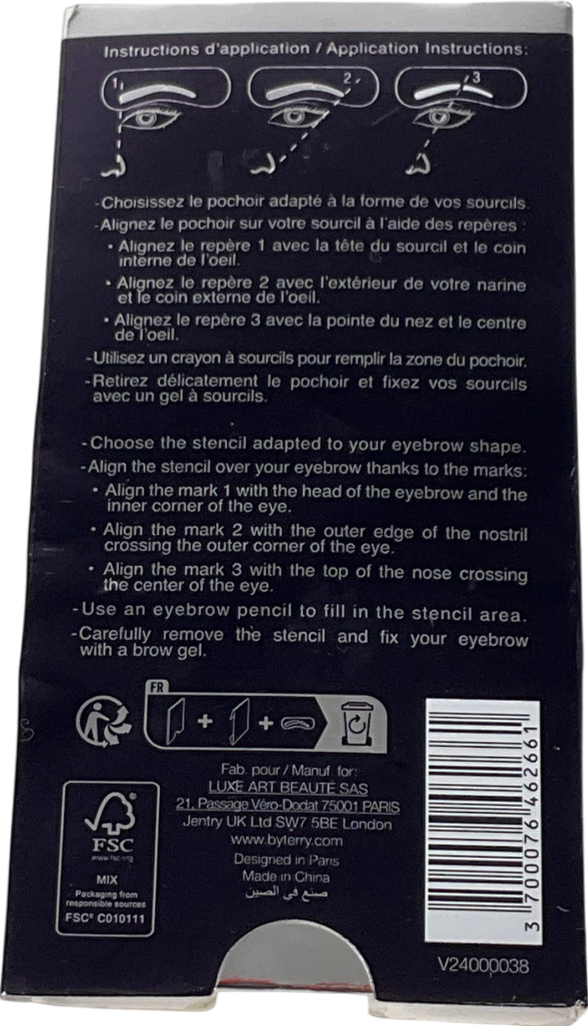 Instructions d'application / Application Instructions:
1 2 3
-Choisissez le pochoir adapté à la forme de vos sourcils.
-Alignez le pochoir sur votre sourcil à l'aide des repères :
• Alignez le repère 1 avec la tête du sourcil et le coin
interne de l'oeil.
• Alignez le repère 2 avec l'extérieur de votre narine
et le coin externe de l'oeil.
• Alignez le repère 3 avec la pointe du nez et le centre
de l'oeil.
-Utilisez un crayon à sourcils pour remplir la zone du pochoir.
-Retirez délicatement le pochoir et fixez vos sourcils
avec un gel à sourcils.
-Choose the stencil adapted to your eyebrow shape.
-Align the stencil over your eyebrow thanks to the marks:
• Align the mark 1 with the head of the eyebrow and the
inner corner of the eye.
• Align the mark 2 with the outer edge of the nostril
crossing the outer corner of the eye.
• Align the mark 3 with the top of the nose crossing
the center of the eye.
-Use an eyebrow pencil to fill in the stencil area.
-Carefully remove the stencil and fix your eyebrow
with a brow gel.
FR
+ +
Fab. pour / Manuf. for:
LUXE ART BEAUTÉ SAS
21, Passage Véro-Dodat 75001 PARIS
Jentry UK Ltd SW7 5BE London
www.byterry.com
Designed in Paris
Made in China
صنع في الصين
FSC
www.fsc.org
MIX
Packaging from
responsible sources
FSC® C010111
3 700076 462661
V24000038